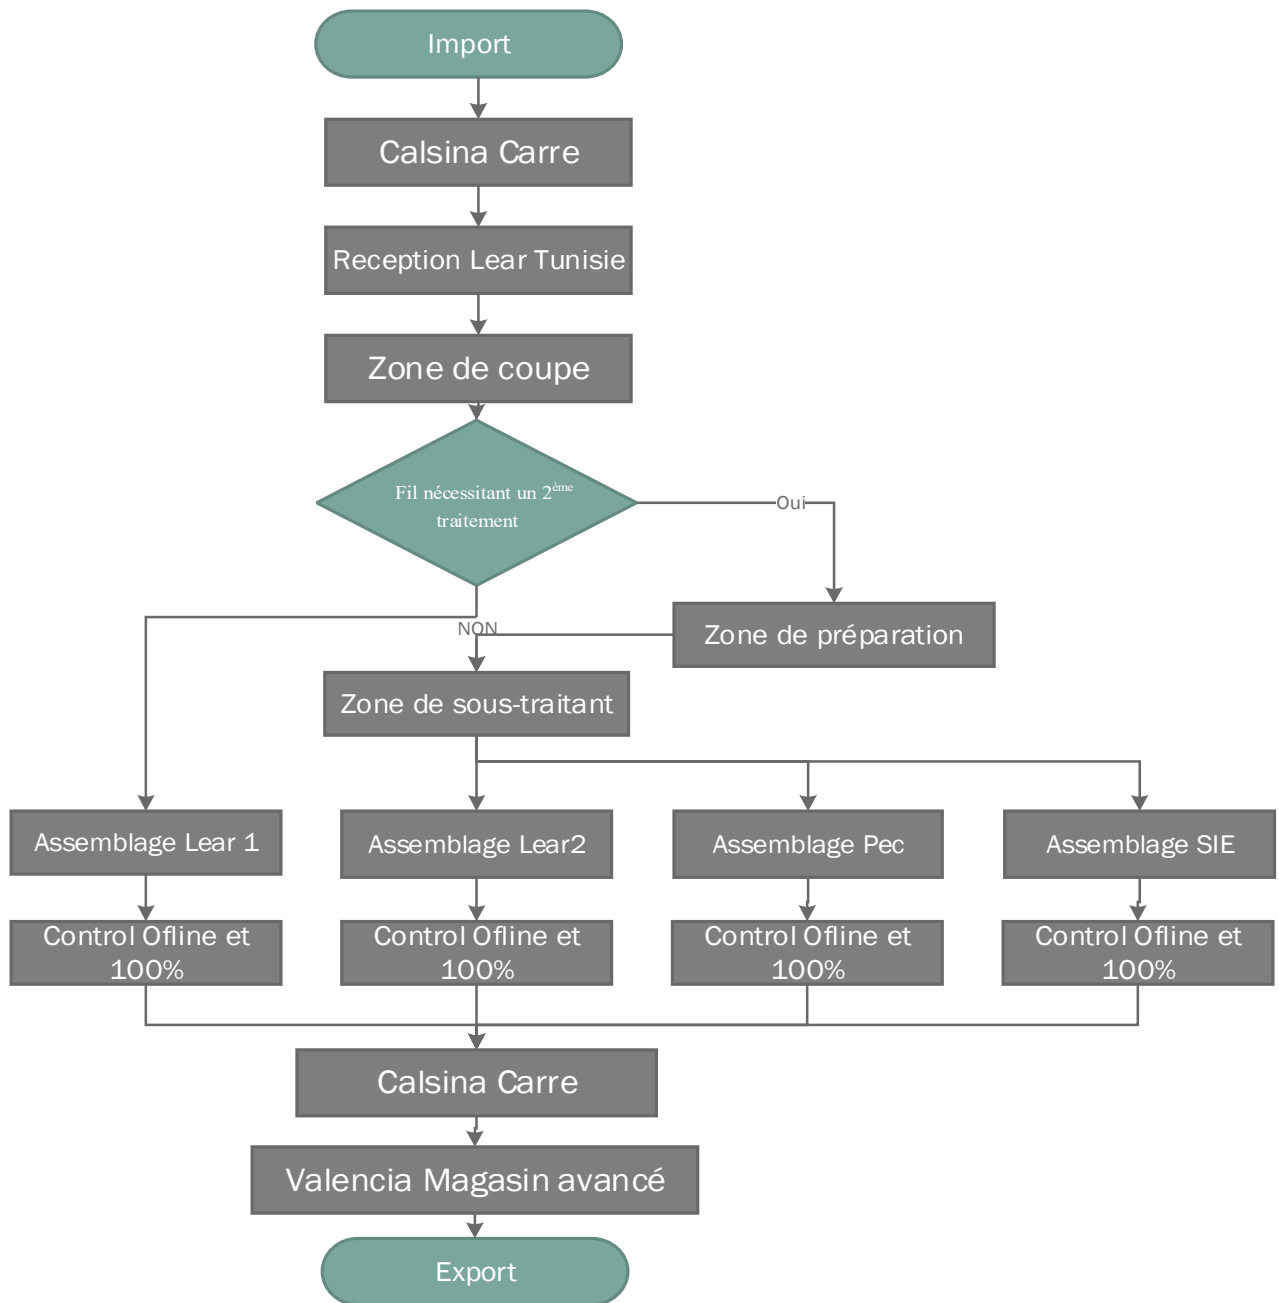 Import
Calsina Carre
Reception Lear Tunisie
Zone de coupe
Fil nécessitant un 2ème
traitement
Oui
NON
Zone de préparation
Zone de sous-traitant
Assemblage Lear 1
Assemblage Lear2
Assemblage Pec
Assemblage SIE
Control Ofline et
100%
Control Ofline et
100%
Control Ofline et
100%
Control Ofline et
100%
Calsina Carre
Valencia Magasin avancé
Export